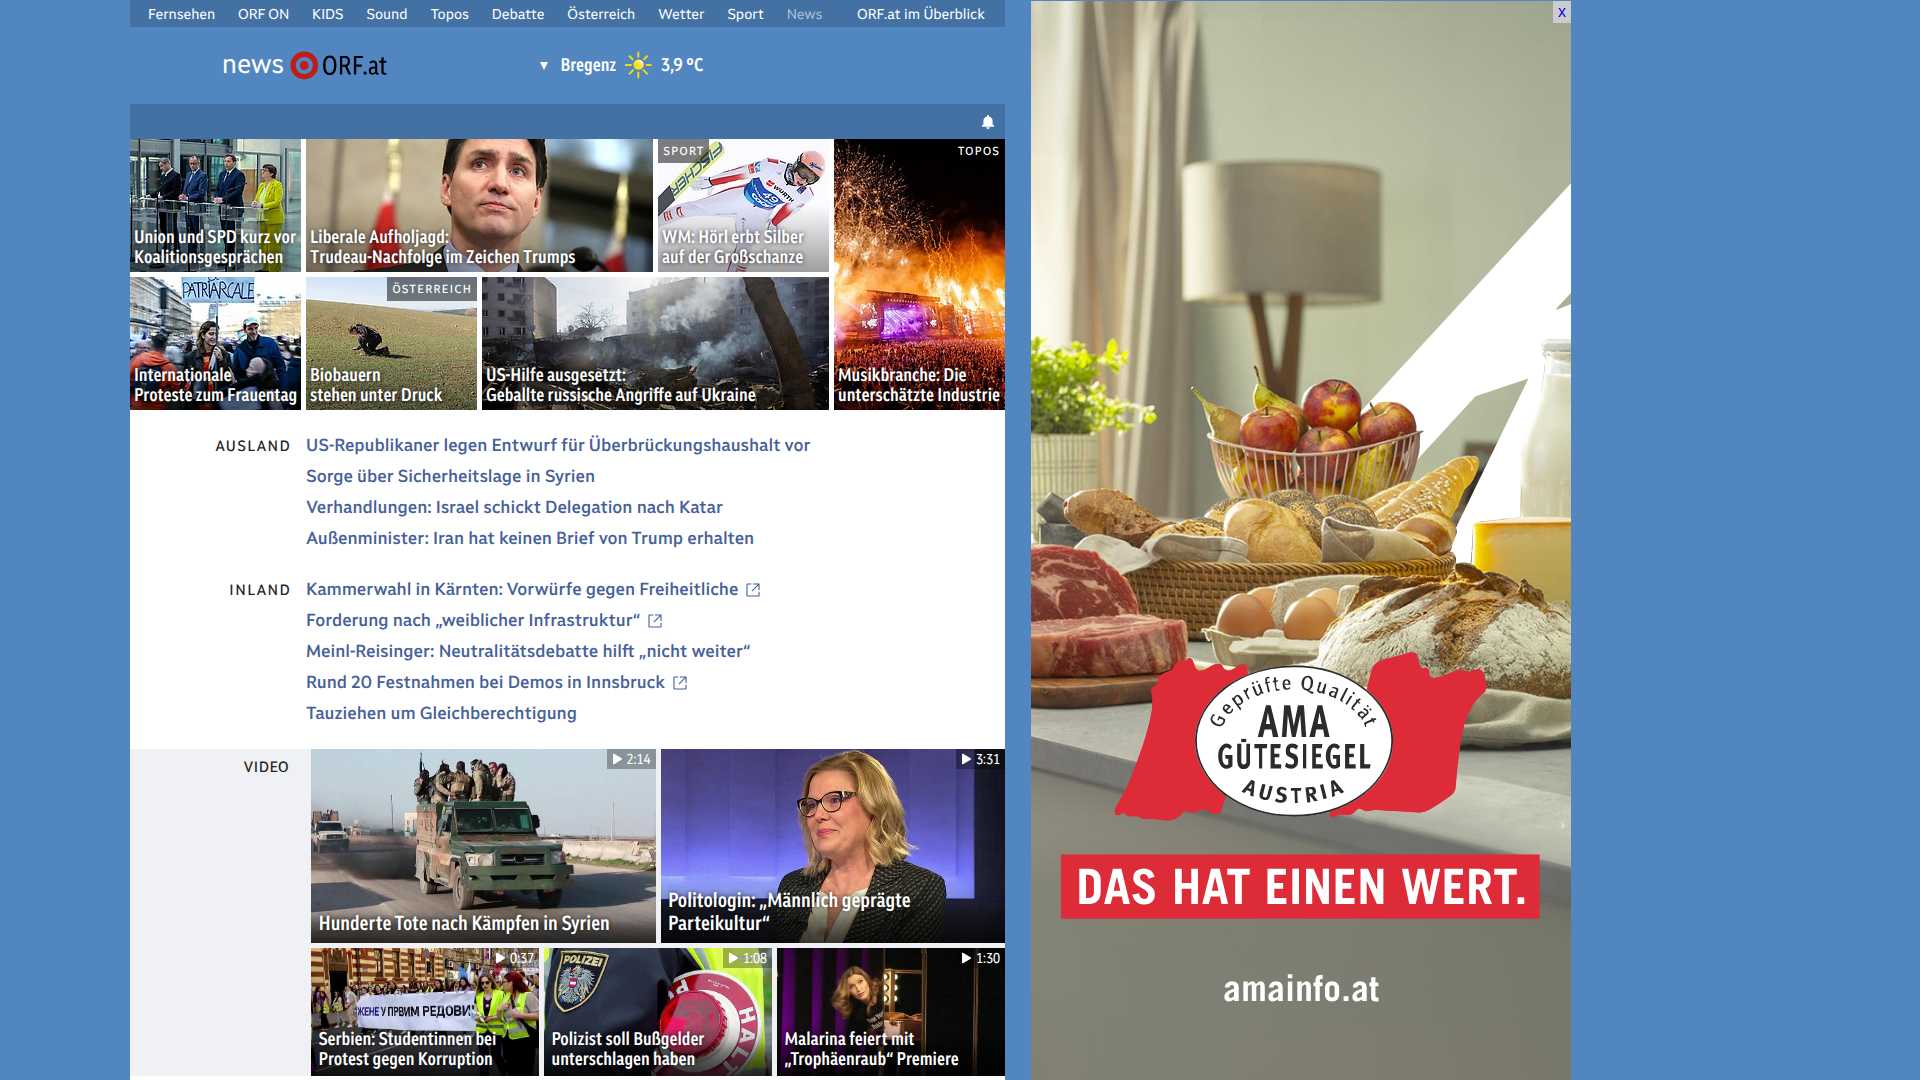 Fernsehen ORF ON KIDS Sound Topos Debatte Österreich Wetter Sport News ORF.at im Überblick
news ORF.at
Bregenz 3,9 °C
Union und SPD kurz vor
Koalitionsgesprächen
Liberale Aufholjagd:
Trudeau-Nachfolge im Zeichen Trumps
SPORT
FISCHER
WÜRTH
49
WM: Hörl erbt Silber
auf der Großschanze
TOPOS
Musikbranche: Die
unterschätzte Industrie
PATRIARCALE
Internationale
Proteste zum Frauentag
ÖSTERREICH
Biobauern
stehen unter Druck
US-Hilfe ausgesetzt:
Geballte russische Angriffe auf Ukraine
AUSLAND
US-Republikaner legen Entwurf für Überbrückungshaushalt vor
Sorge über Sicherheitslage in Syrien
Verhandlungen: Israel schickt Delegation nach Katar
Außenminister: Iran hat keinen Brief von Trump erhalten
INLAND
Kammerwahl in Kärnten: Vorwürfe gegen Freiheitliche
Forderung nach „weiblicher Infrastruktur“
Meinl-Reisinger: Neutralitätsdebatte hilft „nicht weiter“
Rund 20 Festnahmen bei Demos in Innsbruck
Tauziehen um Gleichberechtigung
VIDEO
2:14
Hunderte Tote nach Kämpfen in Syrien
3:31
Politologin: „Männlich geprägte
Parteikultur“
0:37
ЖЕНЕ У ПРВИМ РЕДОВИ
Serbien: Studentinnen bei
Protest gegen Korruption
1:08
POLIZEI
HALT
Polizist soll Bußgelder
unterschlagen haben
1:30
Malarina feiert mit
„Trophäenraub“ Premiere
X
Geprüfte Qualität
AMA
GÜTESIEGEL
AUSTRIA
DAS HAT EINEN WERT.
amainfo.at